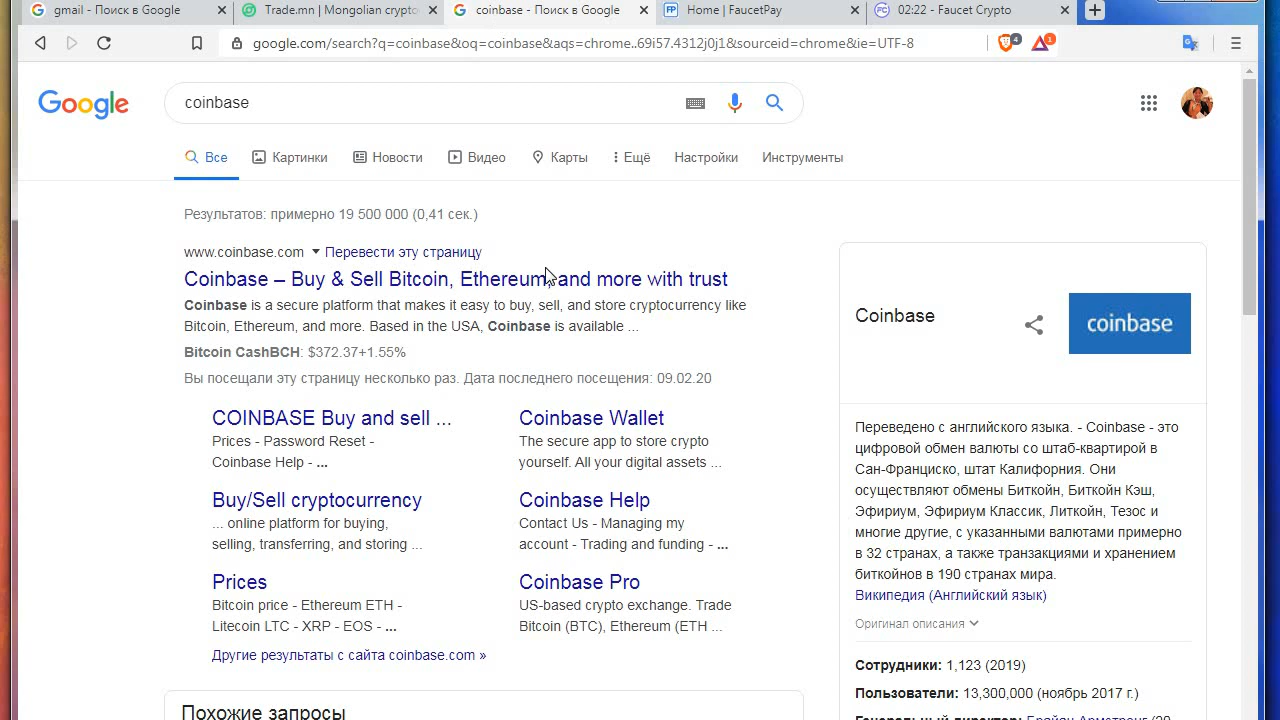 gmail - Поиск в Google
Trade.mn | Mongolian crypto
coinbase - Поиск в Google
Home | FaucetPay
02:22 - Faucet Crypto
google.com/search?q=coinbase&oq=coinbase&aqs=chrome..69i57.4312j0j1&sourceid=chrome&ie=UTF-8
4
1
Google
coinbase
Все
Картинки
Новости
Видео
Карты
Ещё
Настройки
Инструменты
Результатов: примерно 19 500 000 (0,41 сек.)
www.coinbase.com Перевести эту страницу
Coinbase – Buy & Sell Bitcoin, Ethereum and more with trust
Coinbase is a secure platform that makes it easy to buy, sell, and store cryptocurrency like
Bitcoin, Ethereum, and more. Based in the USA, Coinbase is available ...
Bitcoin CashBCH: $372.37+1.55%
Вы посещали эту страницу несколько раз. Дата последнего посещения: 09.02.20
COINBASE Buy and sell ...
Prices - Password Reset -
Coinbase Help - ...
Coinbase Wallet
The secure app to store crypto
yourself. All your digital assets ...
Buy/Sell cryptocurrency
... online platform for buying,
selling, transferring, and storing ...
Coinbase Help
Contact Us - Managing my
account - Trading and funding - ...
Prices
Bitcoin price - Ethereum ETH -
Litecoin LTC - XRP - EOS - ...
Coinbase Pro
US-based crypto exchange. Trade
Bitcoin (BTC), Ethereum (ETH ...
Другие результаты с сайта coinbase.com »
Похожие запросы
Coinbase
coinbase
Переведено с английского языка. - Coinbase - это
цифровой обмен валюты со штаб-квартирой в
Сан-Франциско, штат Калифорния. Они
осуществляют обмены Биткойн, Биткойн Кэш,
Эфириум, Эфириум Классик, Литкойн, Тезос и
многие другие, с указанными валютами примерно
в 32 странах, а также транзакциями и хранением
биткойнов в 190 странах мира.
Википедия (Английский язык)
Оригинал описания
Сотрудники: 1,123 (2019)
Пользователи: 13,300,000 (ноябрь 2017 г.)
Генеральный директор: Брайан Армстронг (20